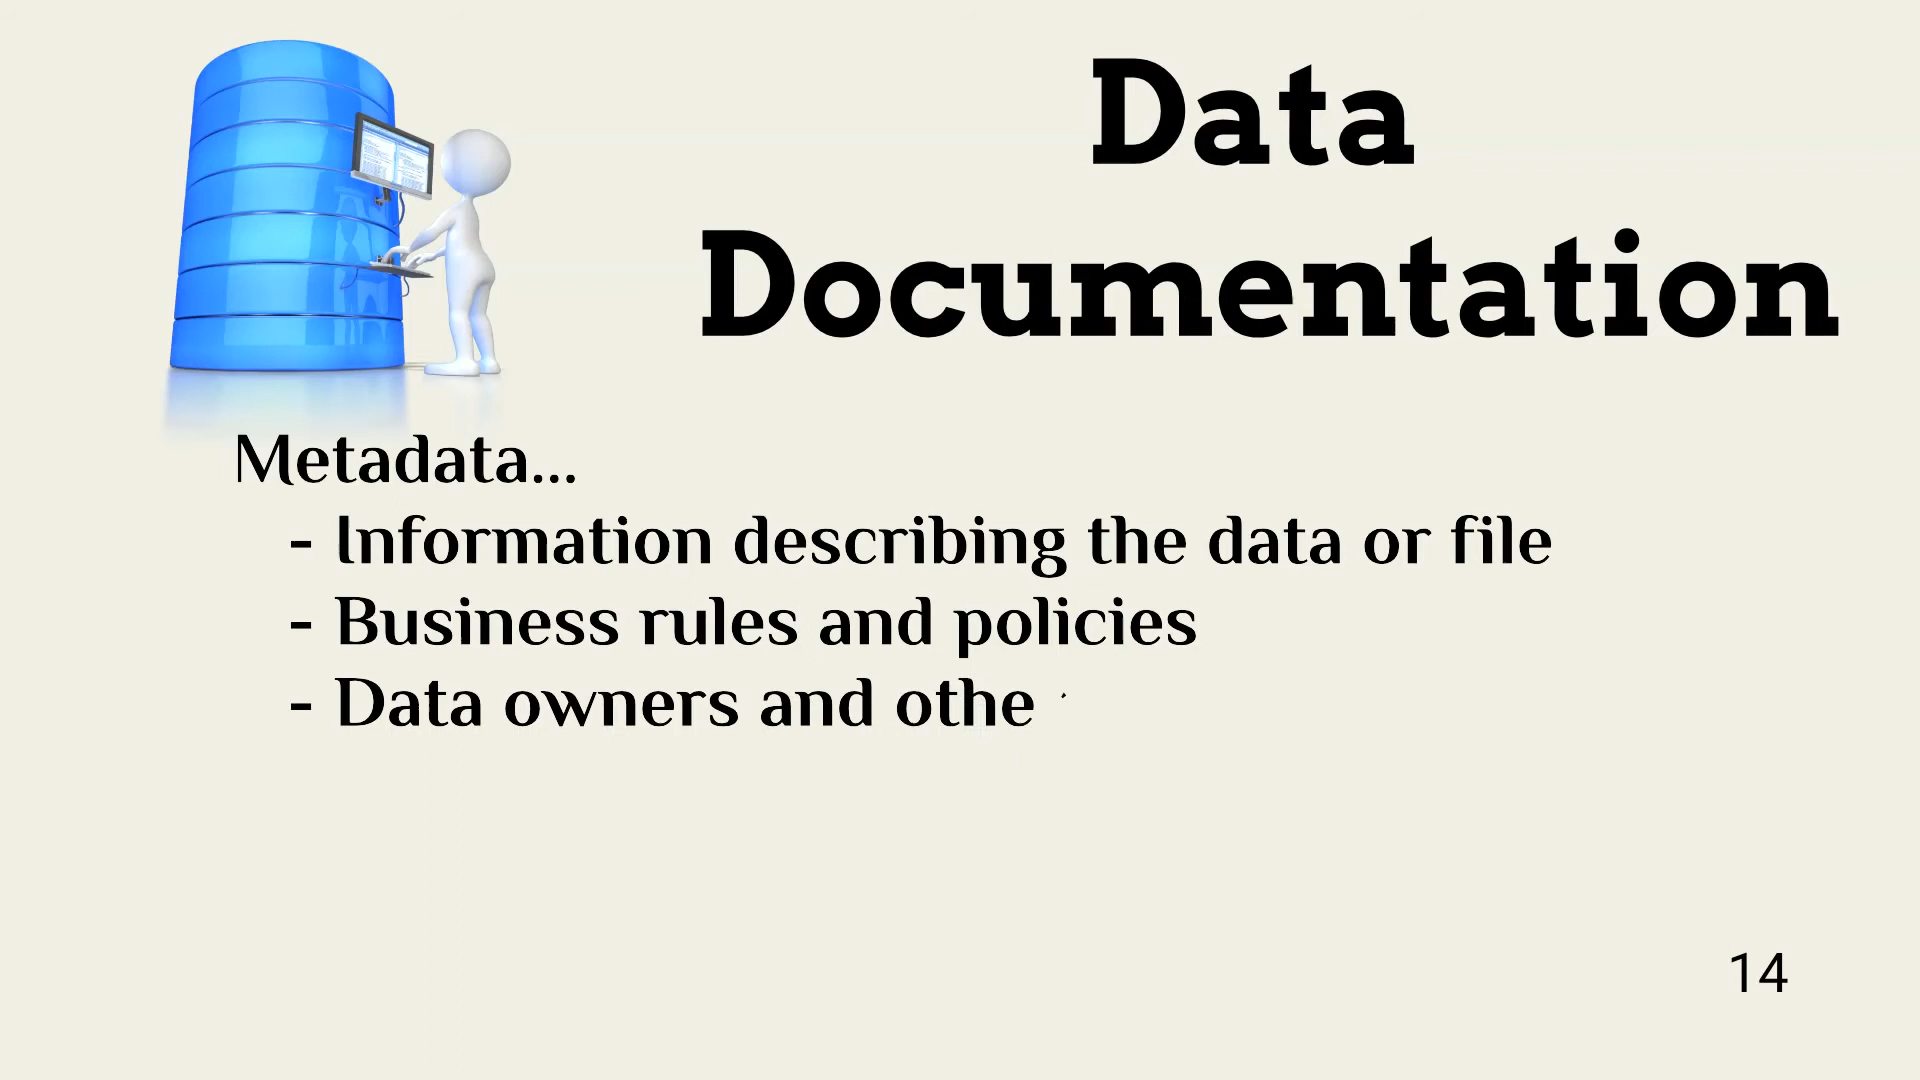 Data
Documentation
Metadata...
- Information describing the data or file
- Business rules and policies
- Data owners and othe
14